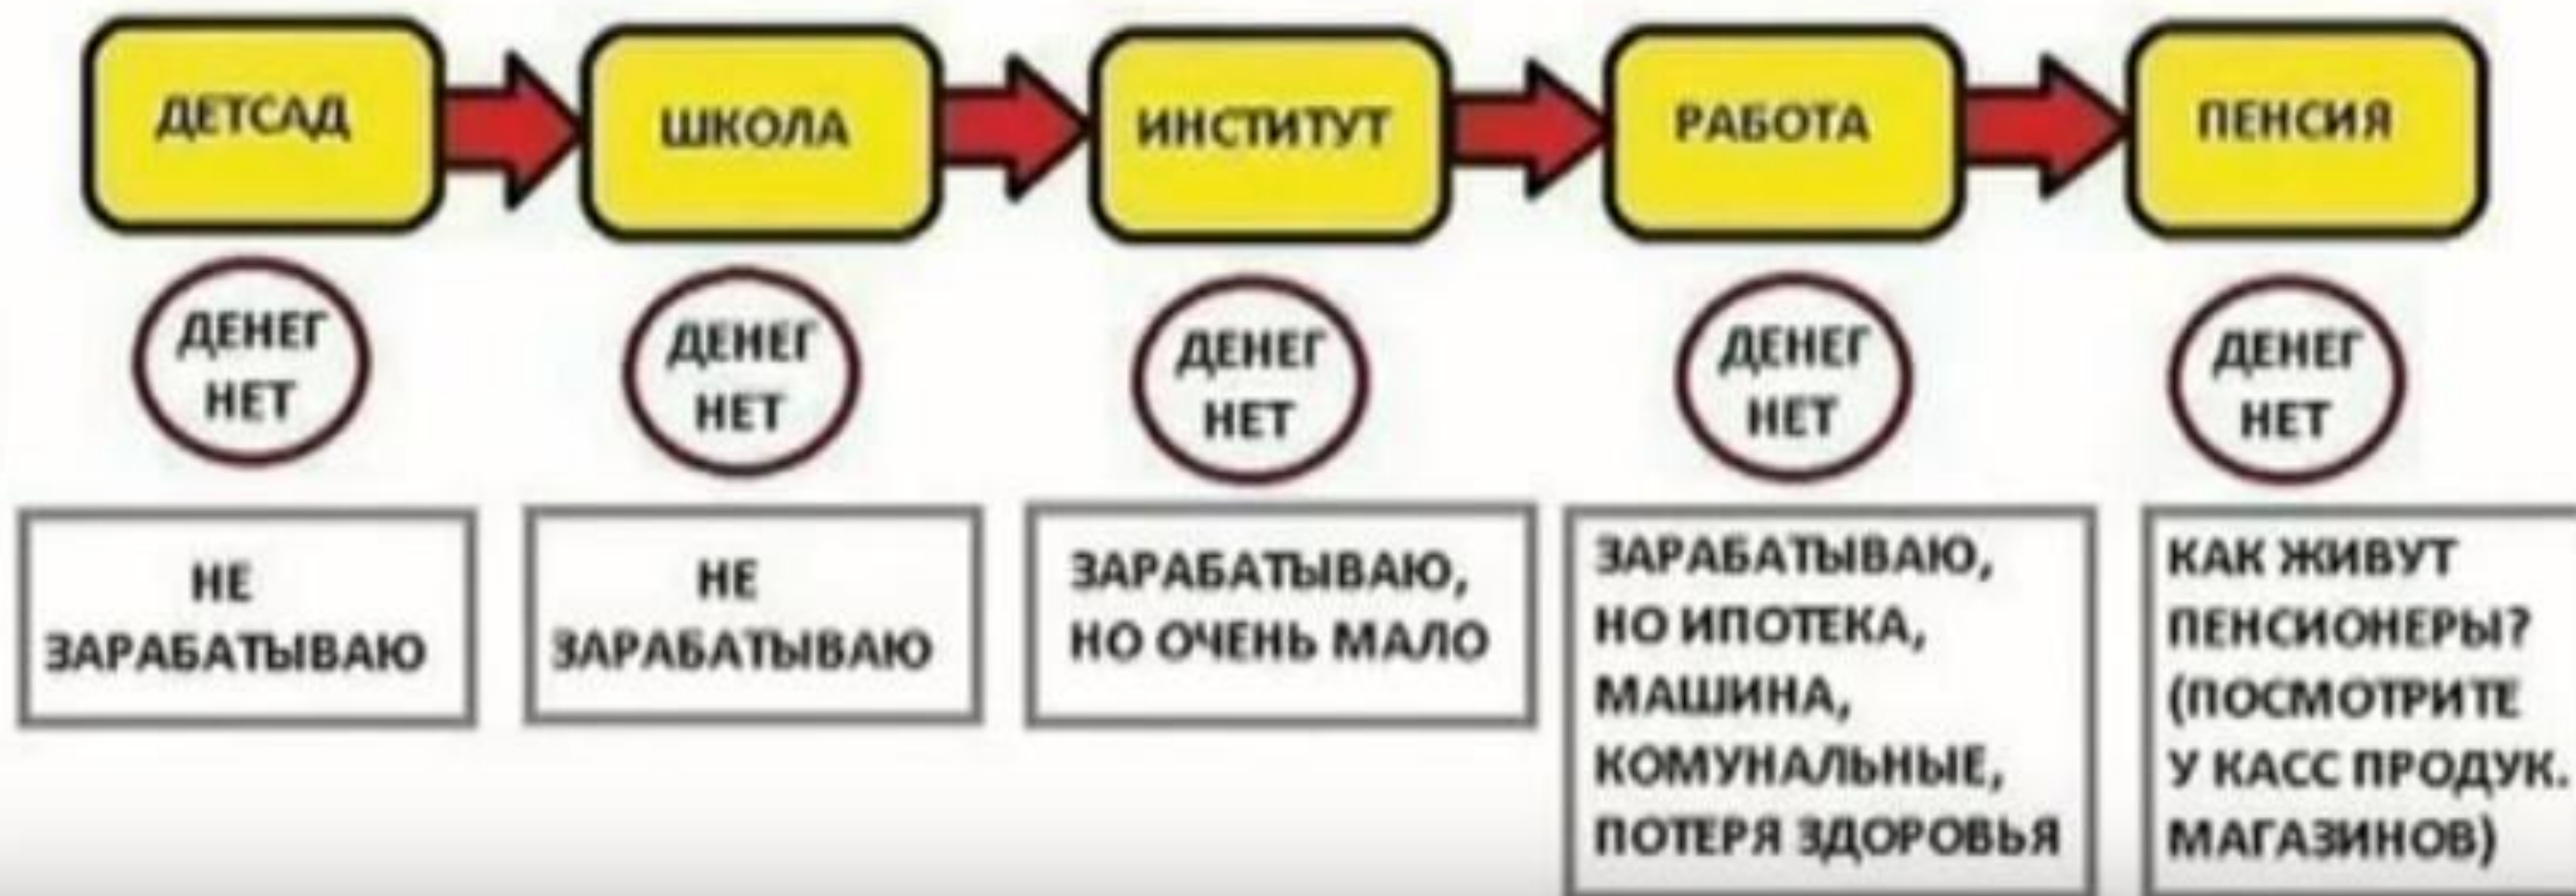 ДЕТСАД
ШКОЛА
ИНСТИТУТ
РАБОТА
ПЕНСИЯ
ДЕНЕГ
НЕТ
ДЕНЕГ
НЕТ
ДЕНЕГ
НЕТ
ДЕНЕГ
НЕТ
ДЕНЕГ
НЕТ
НЕ
ЗАРАБАТЫВАЮ
НЕ
ЗАРАБАТЫВАЮ
ЗАРАБАТЫВАЮ,
НО ОЧЕНЬ МАЛО
ЗАРАБАТЫВАЮ,
НО ИПОТЕКА,
МАШИНА,
КОМУНАЛЬНЫЕ,
ПОТЕРЯ ЗДОРОВЬЯ
КАК ЖИВУТ
ПЕНСИОНЕРЫ?
(ПОСМОТРИТЕ
У КАСС ПРОДУК.
МАГАЗИНОВ)